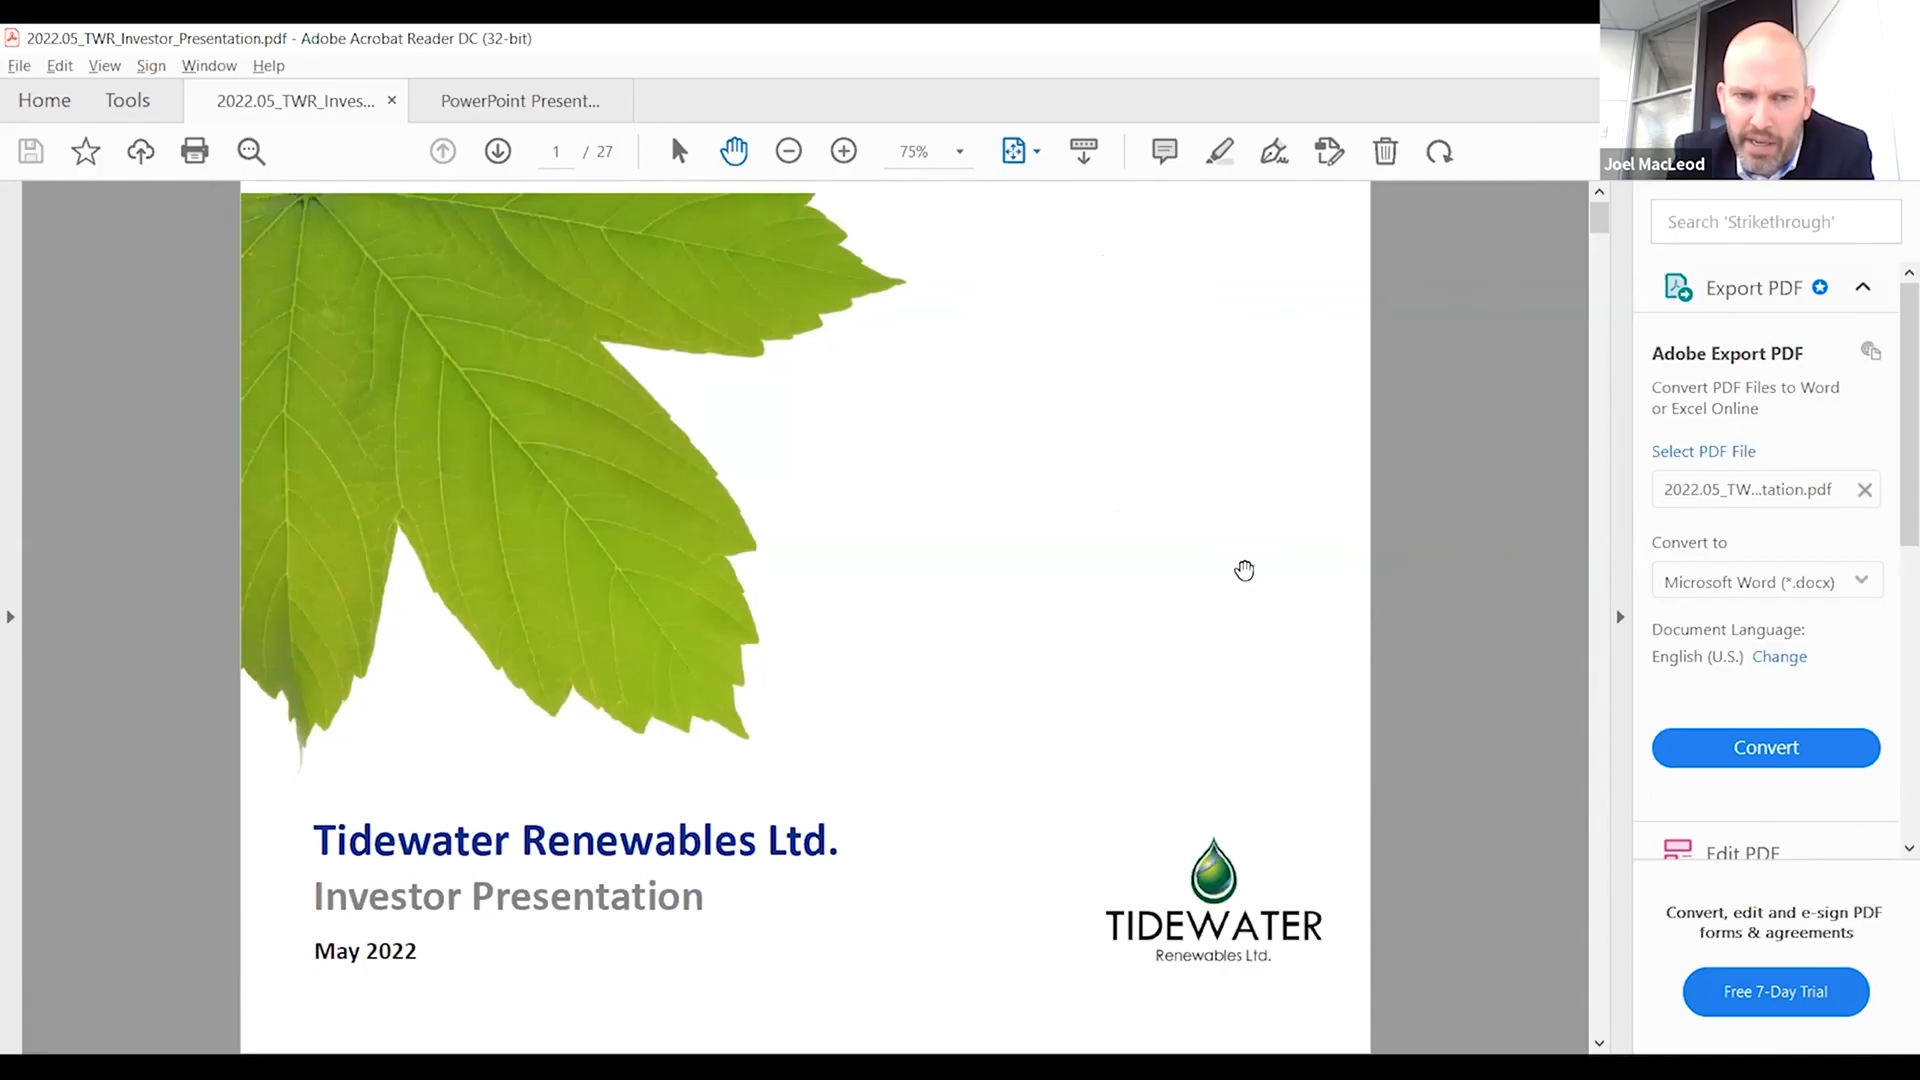 2022.05_TWR_Investor_Presentation.pdf - Adobe Acrobat Reader DC (32-bit)
File Edit View Sign Window Help
Home Tools 2022.05_TWR_Inves... × PowerPoint Present...
1 / 27 75%
Joel MacLeod
Search 'Strikethrough'
Export PDF
Adobe Export PDF
Convert PDF Files to Word
or Excel Online
Select PDF File
2022.05_TW...tation.pdf
Convert to
Microsoft Word (*.docx)
Document Language:
English (U.S.) Change
Convert
Edit PDF
Convert, edit and e-sign PDF
forms & agreements
Free 7-Day Trial
Tidewater Renewables Ltd.
Investor Presentation
May 2022
TIDEWATER
Renewables Ltd.